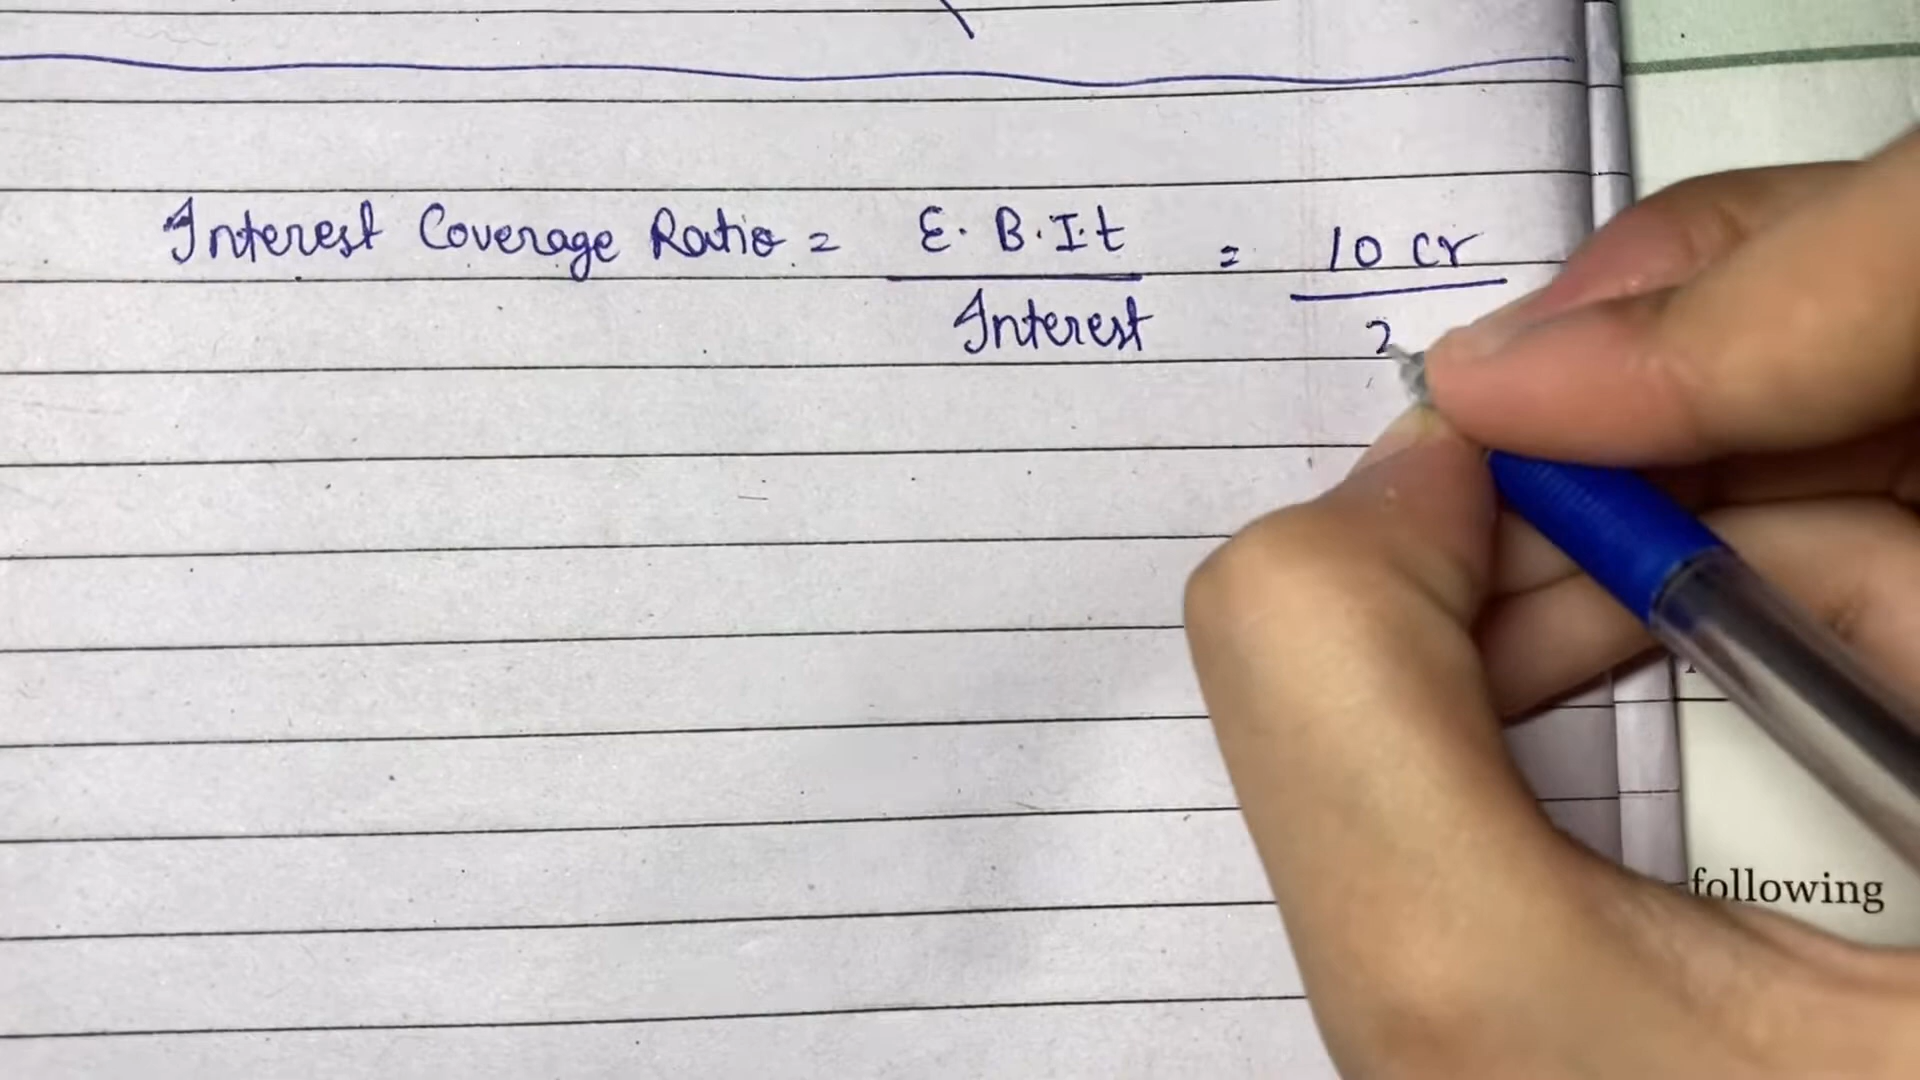 Interest Coverage Ratio = E. B.I.t = 10 cr
Interest 2
following